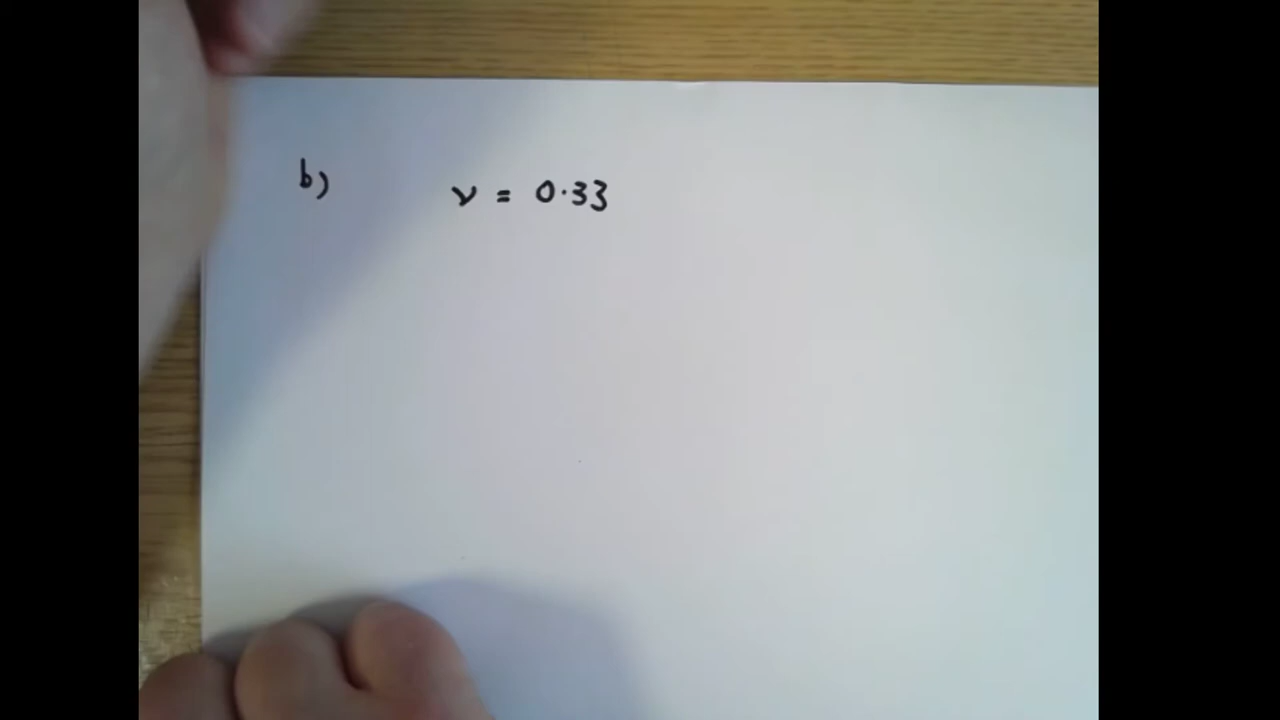 b) ν = 0.33